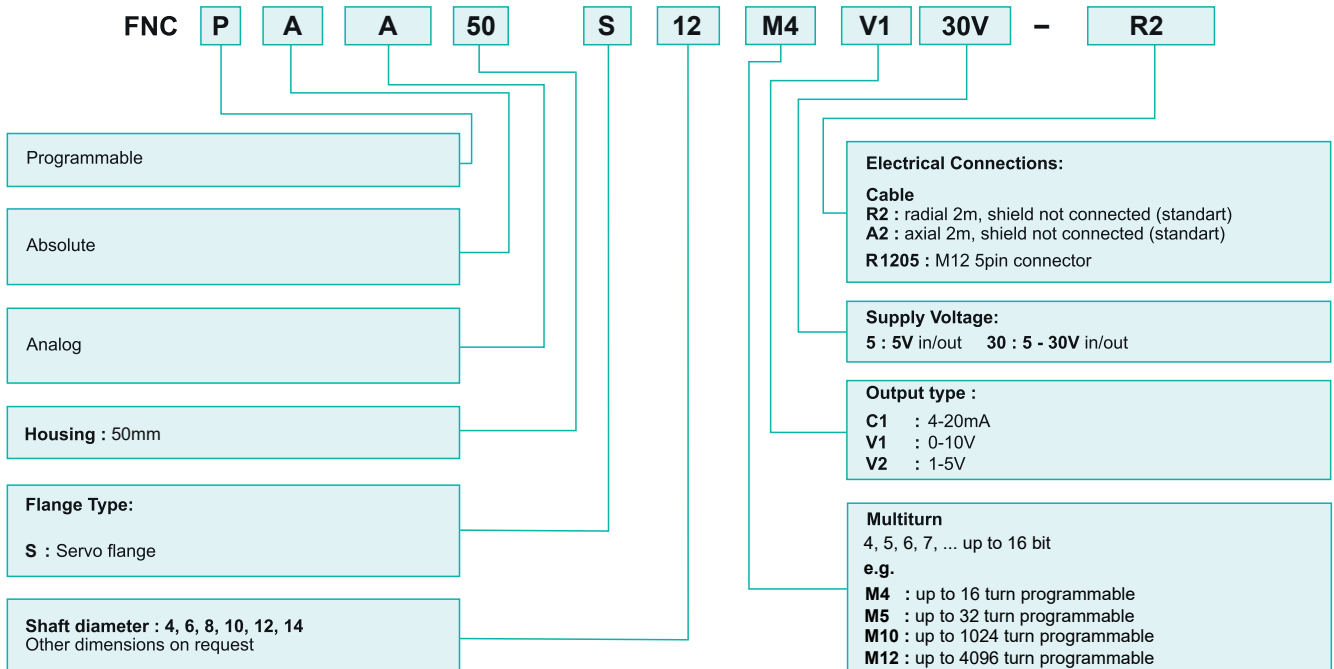 FNC P A A 50 S 12 M4 V1 30V – R2
Programmable
Absolute
Analog
Housing : 50mm
Flange Type:
S : Servo flange
Shaft diameter : 4, 6, 8, 10, 12, 14
Other dimensions on request
Electrical Connections:
Cable
R2 : radial 2m, shield not connected (standart)
A2 : axial 2m, shield not connected (standart)
R1205 : M12 5pin connector
Supply Voltage:
5 : 5V in/out 30 : 5 - 30V in/out
Output type :
C1 : 4-20mA
V1 : 0-10V
V2 : 1-5V
Multiturn
4, 5, 6, 7, ... up to 16 bit
e.g.
M4 : up to 16 turn programmable
M5 : up to 32 turn programmable
M10 : up to 1024 turn programmable
M12 : up to 4096 turn programmable